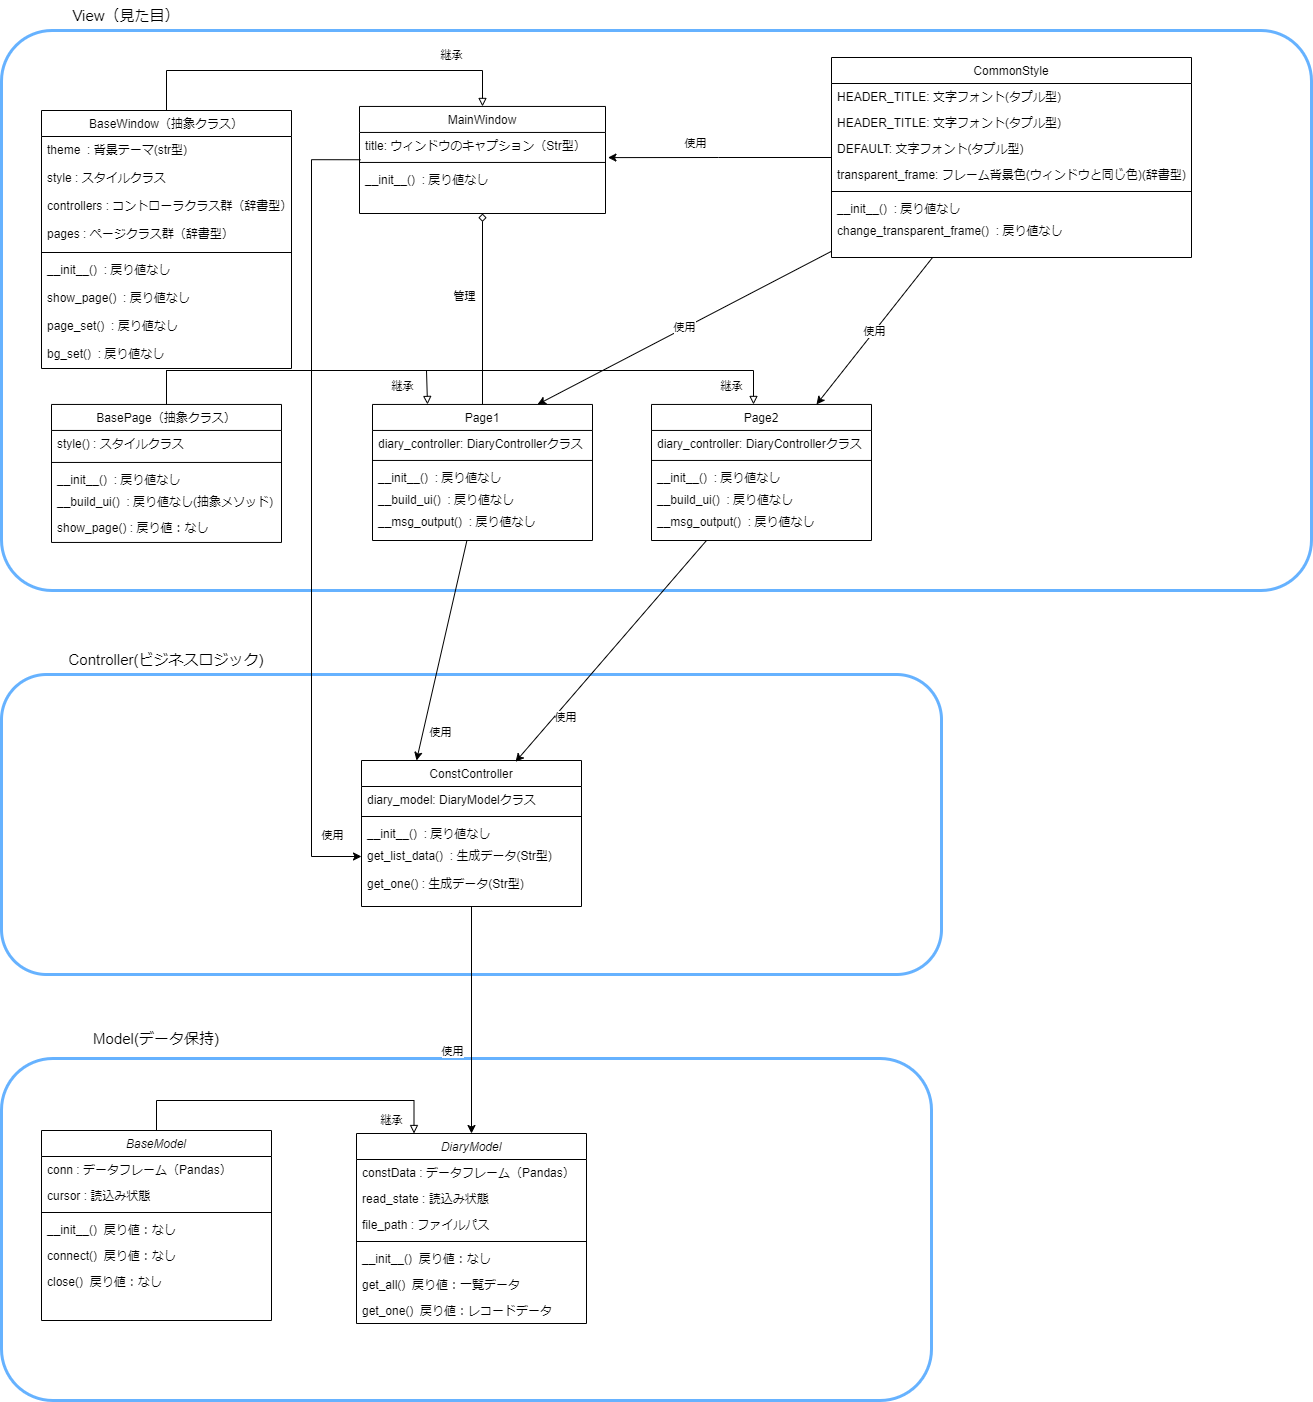 View（見た目）
継承
BaseWindow（抽象クラス）
theme  : 背景テーマ(str型)
style : スタイルクラス
controllers : コントローラクラス群（辞書型）
pages : ページクラス群（辞書型）
__init__()  : 戻り値なし
show_page()  : 戻り値なし
page_set()  : 戻り値なし
bg_set()  : 戻り値なし
MainWindow
title: ウィンドウのキャプション（Str型）
__init__()  : 戻り値なし
使用
CommonStyle
HEADER_TITLE: 文字フォント(タプル型)
HEADER_TITLE: 文字フォント(タプル型)
DEFAULT: 文字フォント(タプル型)
transparent_frame: フレーム背景色(ウィンドウと同じ色)(辞書型)
__init__()  : 戻り値なし
change_transparent_frame()  : 戻り値なし
管理
使用
使用
継承
継承
BasePage（抽象クラス）
style() : スタイルクラス
__init__()  : 戻り値なし
__build_ui()  : 戻り値なし(抽象メソッド)
show_page() : 戻り値：なし
Page1
diary_controller: DiaryControllerクラス
__init__()  : 戻り値なし
__build_ui()  : 戻り値なし
__msg_output()  : 戻り値なし
Page2
diary_controller: DiaryControllerクラス
__init__()  : 戻り値なし
__build_ui()  : 戻り値なし
__msg_output()  : 戻り値なし
Controller(ビジネスロジック)
使用
使用
使用
ConstController
diary_model: DiaryModelクラス
__init__()  : 戻り値なし
get_list_data()  : 生成データ(Str型)
get_one() : 生成データ(Str型)
Model(データ保持)
使用
継承
BaseModel
conn : データフレーム（Pandas）
cursor : 読込み状態
__init__()  戻り値：なし
connect()  戻り値：なし
close()  戻り値：なし
DiaryModel
constData : データフレーム（Pandas）
read_state : 読込み状態
file_path : ファイルパス
__init__()  戻り値：なし
get_all()  戻り値：一覧データ
get_one()  戻り値：レコードデータ